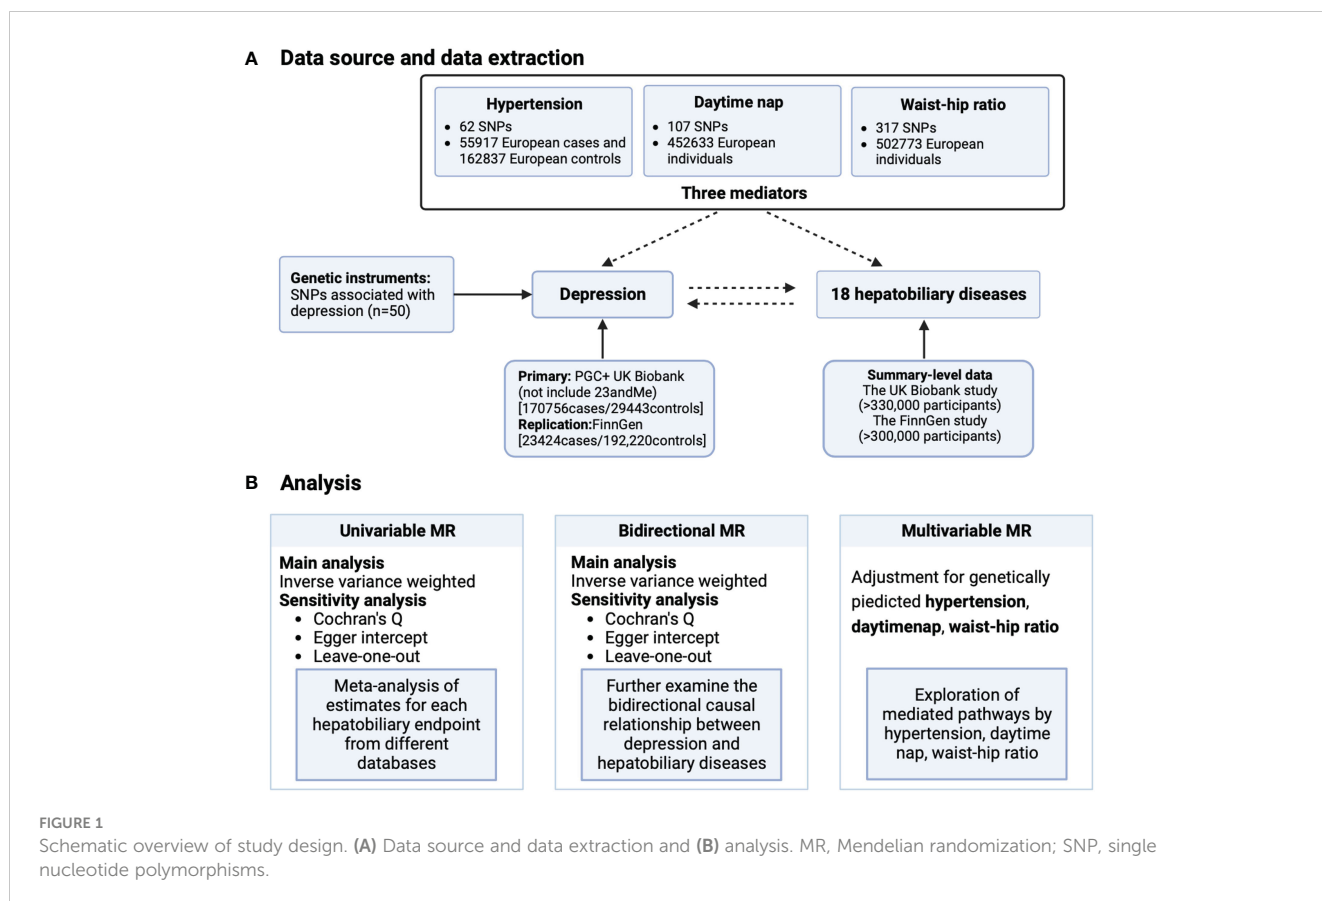 A Data source and data extraction
Hypertension
• 62 SNPs
• 55917 European cases and
162837 European controls
Daytime nap
• 107 SNPs
• 452633 European
individuals
Waist-hip ratio
• 317 SNPs
• 502773 European
individuals
Three mediators
Genetic instruments:
SNPs associated with
depression (n=50)
Depression
18 hepatobiliary diseases
Primary: PGC+ UK Biobank
(not include 23andMe)
[170756cases/29443controls]
Replication:FinnGen
[23424cases/192,220controls]
Summary-level data
The UK Biobank study
(>330,000 participants)
The FinnGen study
(>300,000 participants)
B Analysis
Univariable MR
Main analysis
Inverse variance weighted
Sensitivity analysis
• Cochran's Q
• Egger intercept
• Leave-one-out
Meta-analysis of
estimates for each
hepatobiliary endpoint
from different
databases
Bidirectional MR
Main analysis
Inverse variance weighted
Sensitivity analysis
• Cochran's Q
• Egger intercept
• Leave-one-out
Further examine the
bidirectional causal
relationship between
depression and
hepatobiliary diseases
Multivariable MR
Adjustment for genetically
piedicted hypertension,
daytimenap, waist-hip ratio
Exploration of
mediated pathways by
hypertension, daytime
nap, waist-hip ratio
FIGURE 1
Schematic overview of study design. (A) Data source and data extraction and (B) analysis. MR, Mendelian randomization; SNP, single
nucleotide polymorphisms.